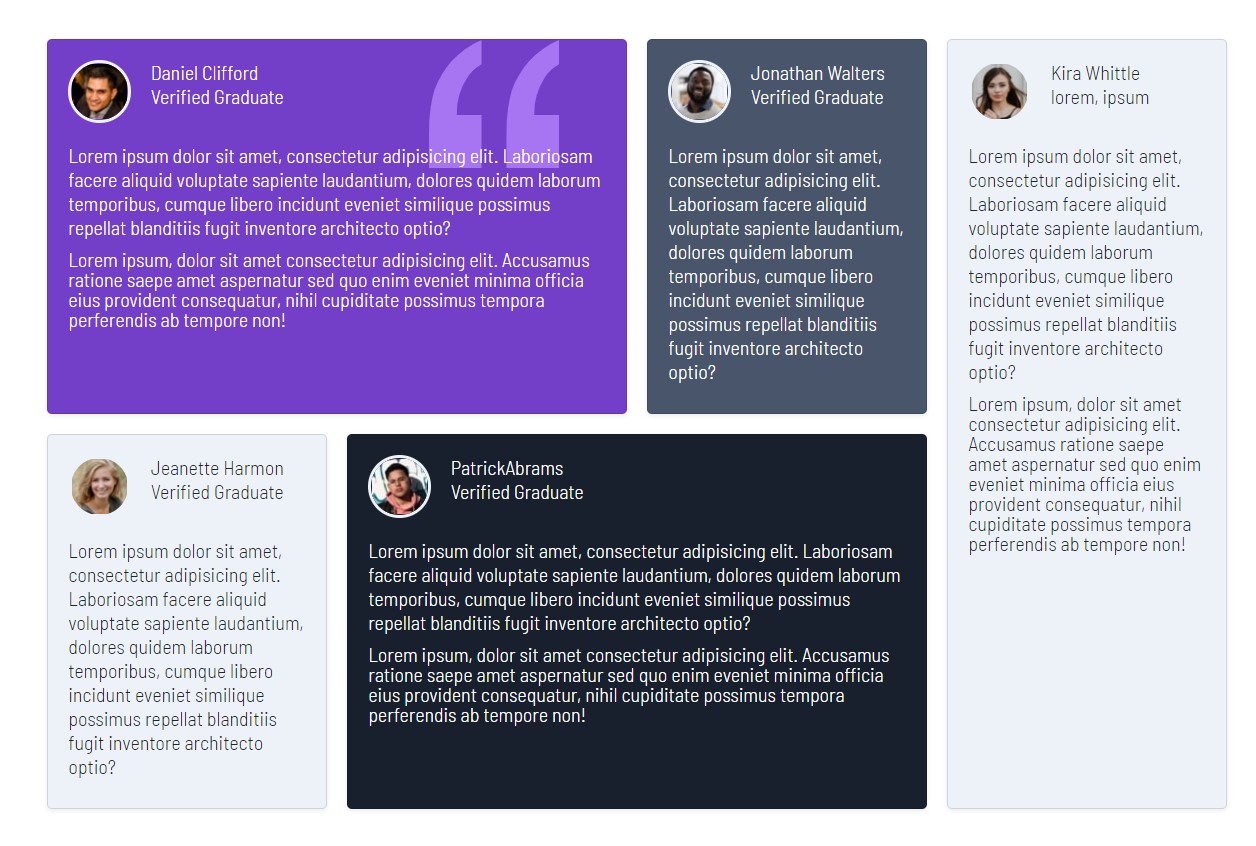 Daniel Clifford
Verified Graduate
Lorem ipsum dolor sit amet, consectetur adipisicing elit. Laboriosam
facere aliquid voluptate sapiente laudantium, dolores quidem laborum
temporibus, cumque libero incidunt eveniet similique possimus
repellat blanditiis fugit inventore architecto optio?
Lorem ipsum, dolor sit amet consectetur adipisicing elit. Accusamus
ratione saepe amet aspernatur sed quo enim eveniet minima officia
eius provident consequatur, nihil cupiditate possimus tempora
perferendis ab tempore non!
Jonathan Walters
Verified Graduate
Lorem ipsum dolor sit amet,
consectetur adipisicing elit.
Laboriosam facere aliquid
voluptate sapiente laudantium,
dolores quidem laborum
temporibus, cumque libero
incidunt eveniet similique
possimus repellat blanditiis
fugit inventore architecto
optio?
Kira Whittle
lorem, ipsum
Lorem ipsum dolor sit amet,
consectetur adipisicing elit.
Laboriosam facere aliquid
voluptate sapiente laudantium,
dolores quidem laborum
temporibus, cumque libero
incidunt eveniet similique
possimus repellat blanditiis
fugit inventore architecto
optio?
Lorem ipsum, dolor sit amet
consectetur adipisicing elit.
Accusamus ratione saepe
amet aspernatur sed quo enim
eveniet minima officia eius
provident consequatur, nihil
cupiditate possimus tempora
perferendis ab tempore non!
Jeanette Harmon
Verified Graduate
Lorem ipsum dolor sit amet,
consectetur adipisicing elit.
Laboriosam facere aliquid
voluptate sapiente laudantium,
dolores quidem laborum
temporibus, cumque libero
incidunt eveniet similique
possimus repellat blanditiis
fugit inventore architecto
optio?
PatrickAbrams
Verified Graduate
Lorem ipsum dolor sit amet, consectetur adipisicing elit. Laboriosam
facere aliquid voluptate sapiente laudantium, dolores quidem laborum
temporibus, cumque libero incidunt eveniet similique possimus
repellat blanditiis fugit inventore architecto optio?
Lorem ipsum, dolor sit amet consectetur adipisicing elit. Accusamus
ratione saepe amet aspernatur sed quo enim eveniet minima officia
eius provident consequatur, nihil cupiditate possimus tempora
perferendis ab tempore non!